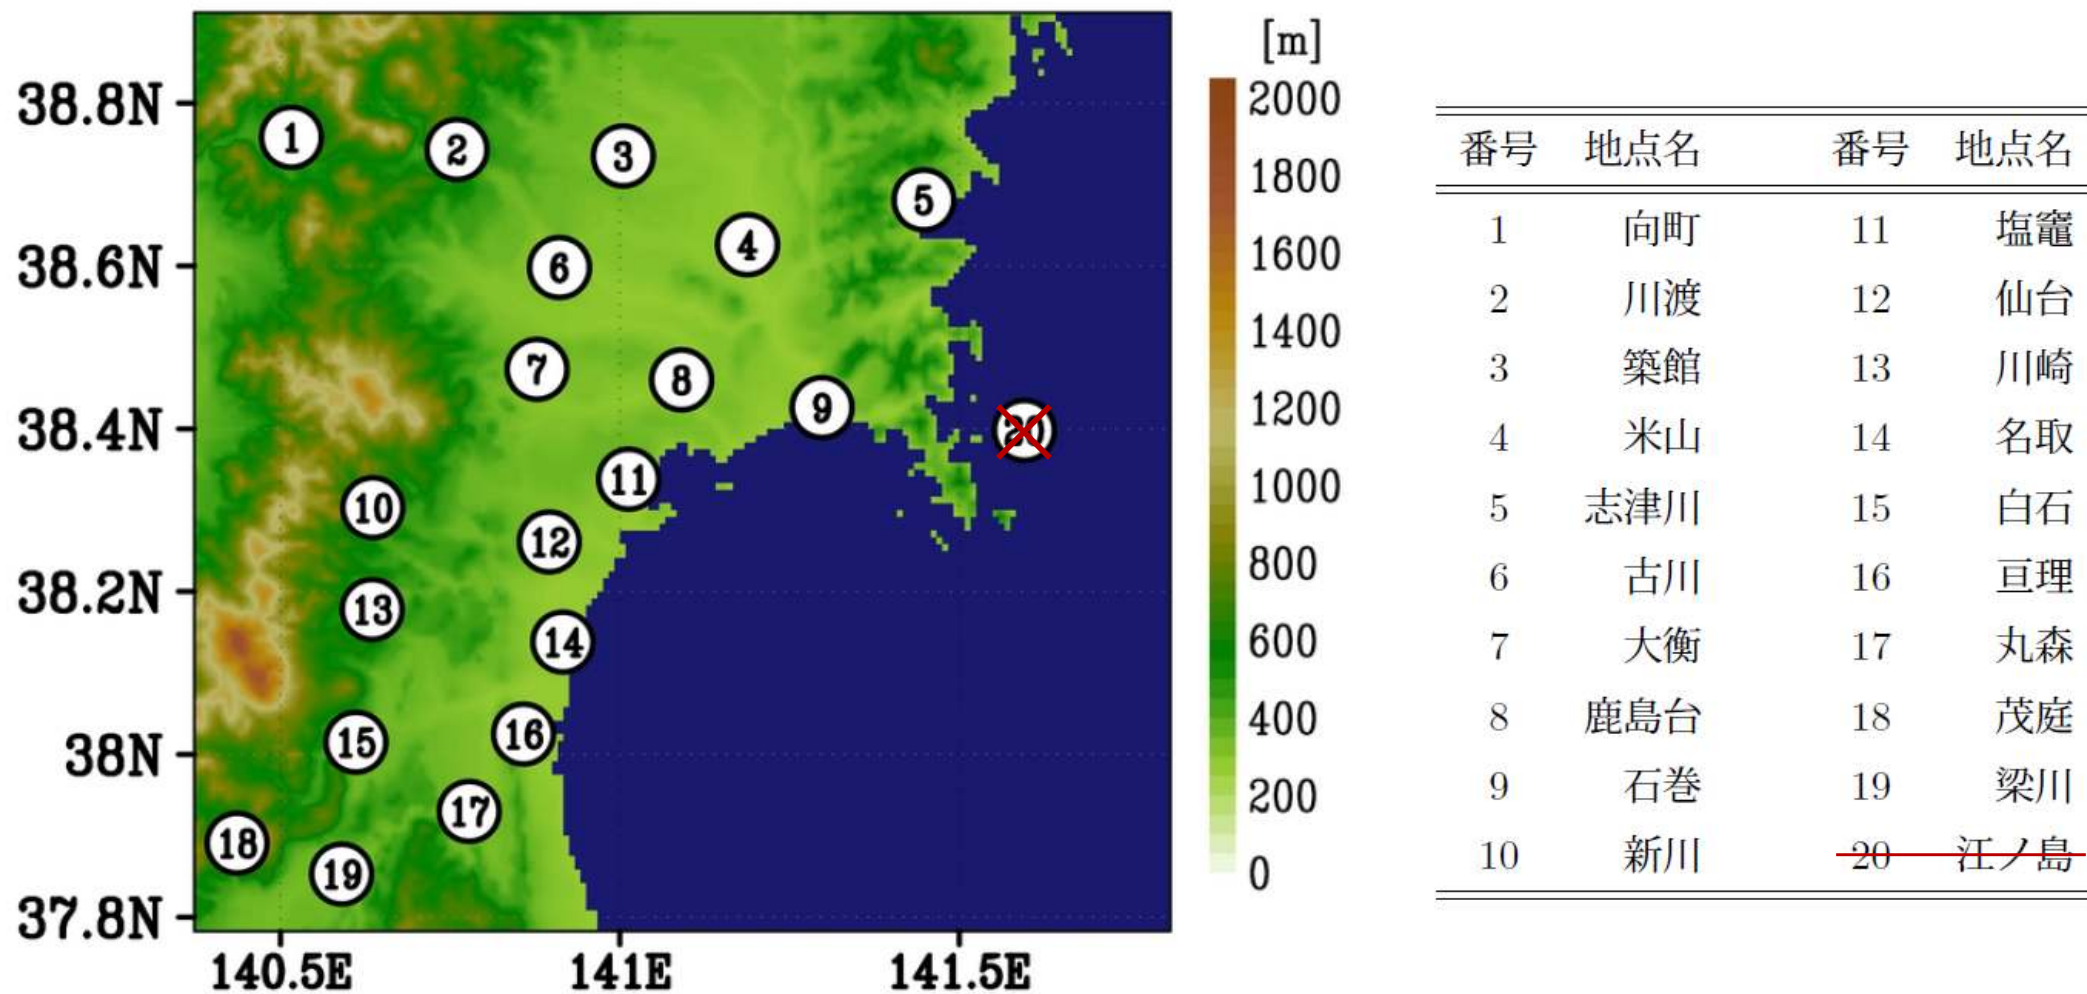 [m]
38.8N
38.6N
38.4N
38.2N
38N
37.8N
140.5E 141E 141.5E
1
2
3
4
5
6
7
8
9
20
10
11
12
13
14
15
16
17
18
19
2000
1800
1600
1400
1200
1000
800
600
400
200
0
番号 地点名 番号 地点名
1 向町 11 塩竈
2 川渡 12 仙台
3 築館 13 川崎
4 米山 14 名取
5 志津川 15 白石
6 古川 16 亘理
7 大衡 17 丸森
8 鹿島台 18 茂庭
9 石巻 19 梁川
10 新川 20 江ノ島